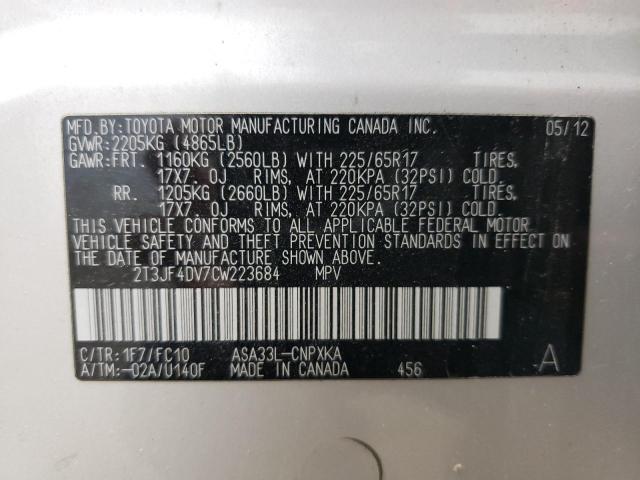 MFD. BY:TOYOTA MOTOR MANUFACTURING CANADA INC. 05/12
GVWR:2205KG (4865LB)
GAWR:FRT. 1160KG (2560LB) WITH 225/65R17 TIRES,
17X7.0J RIMS, AT 220KPA (32PSI) COLD.
RR. 1205KG (2660LB) WITH 225/65R17 TIRES,
17X7.0J RIMS, AT 220KPA (32PSI) COLD.
THIS VEHICLE CONFORMS TO ALL APPLICABLE FEDERAL MOTOR
VEHICLE SAFETY AND THEFT PREVENTION STANDARDS IN EFFECT ON
THE DATE OF MANUFACTURE SHOWN ABOVE.
2T3JF4DV7CW223684 MPV
C/TR:1F7/FC10 ASA33L-CNPXKA A
A/TM:-02A/U140F MADE IN CANADA 456